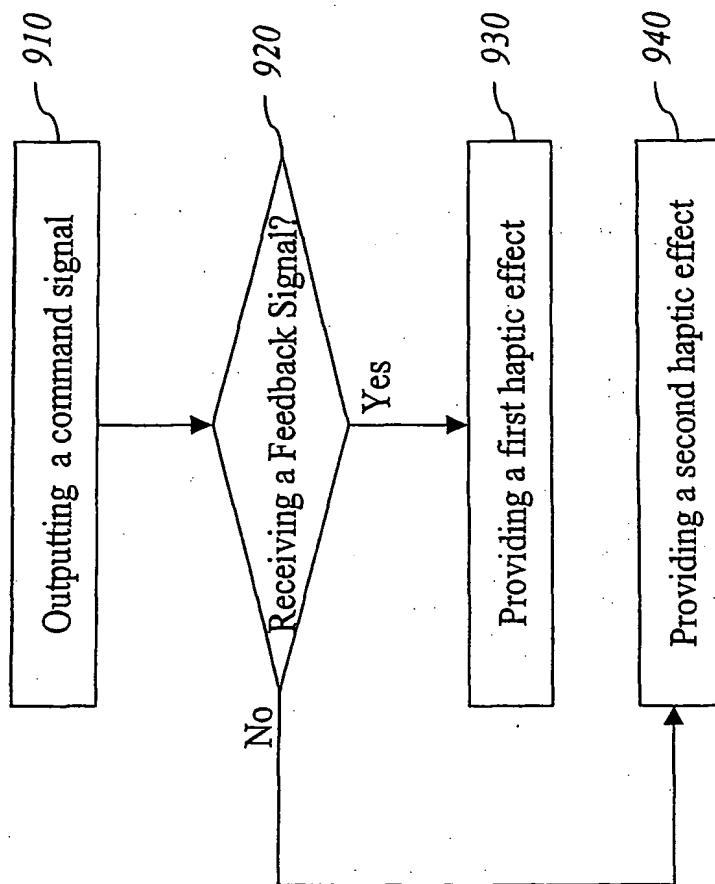 910
Outputting a command signal
920
Receiving a Feedback Signal?
No
Yes
930
Providing a first haptic effect
940
Providing a second haptic effect